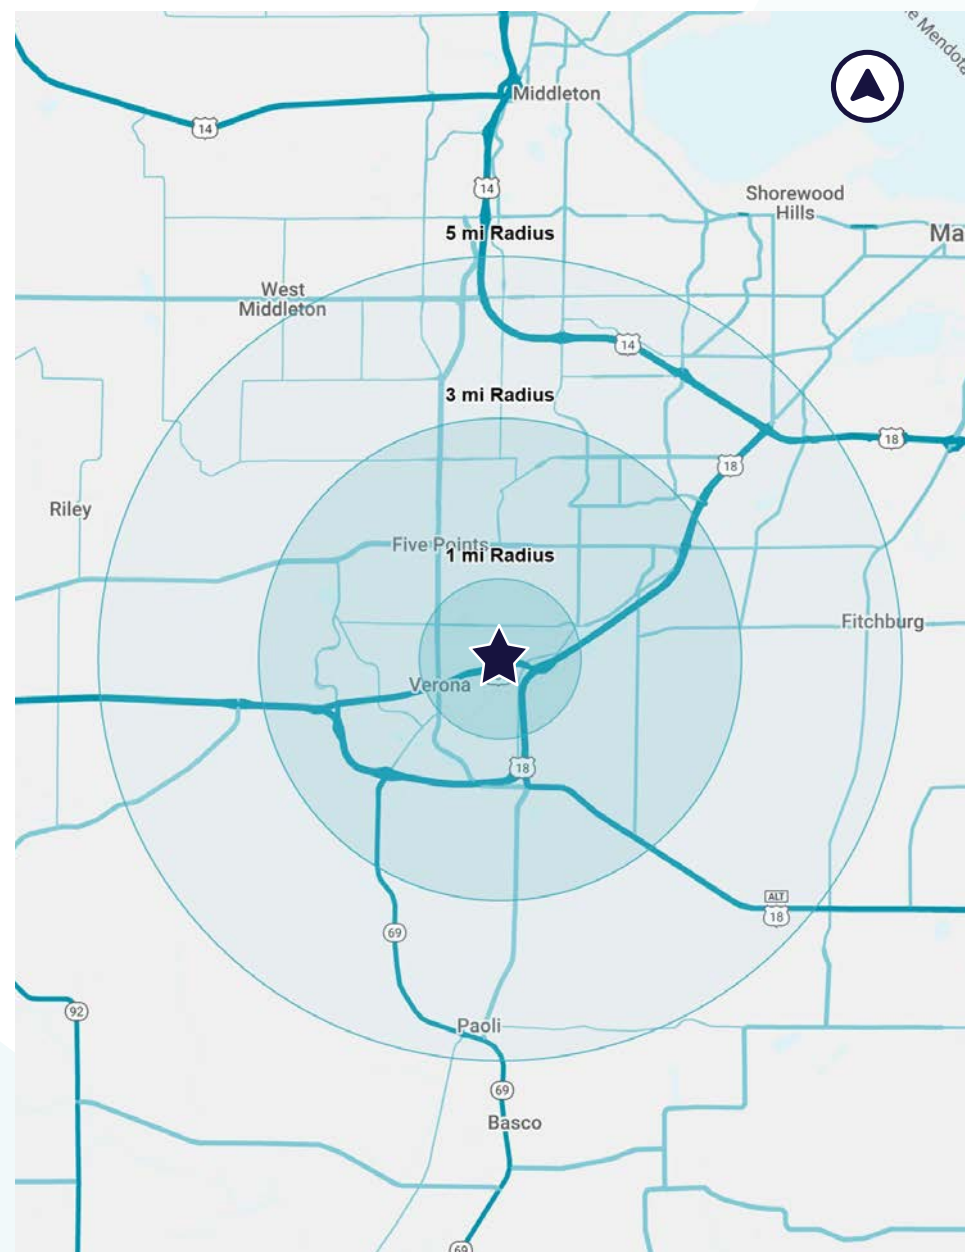 e Mendota
Middleton
14
14
Shorewood
Hills
Ma
5 mi Radius
West
Middleton
14
3 mi Radius
18
18
Riley
Five Points
1 mi Radius
Fitchburg
Verona
18
ALT
18
69
92
Paoli
69
Basco
69